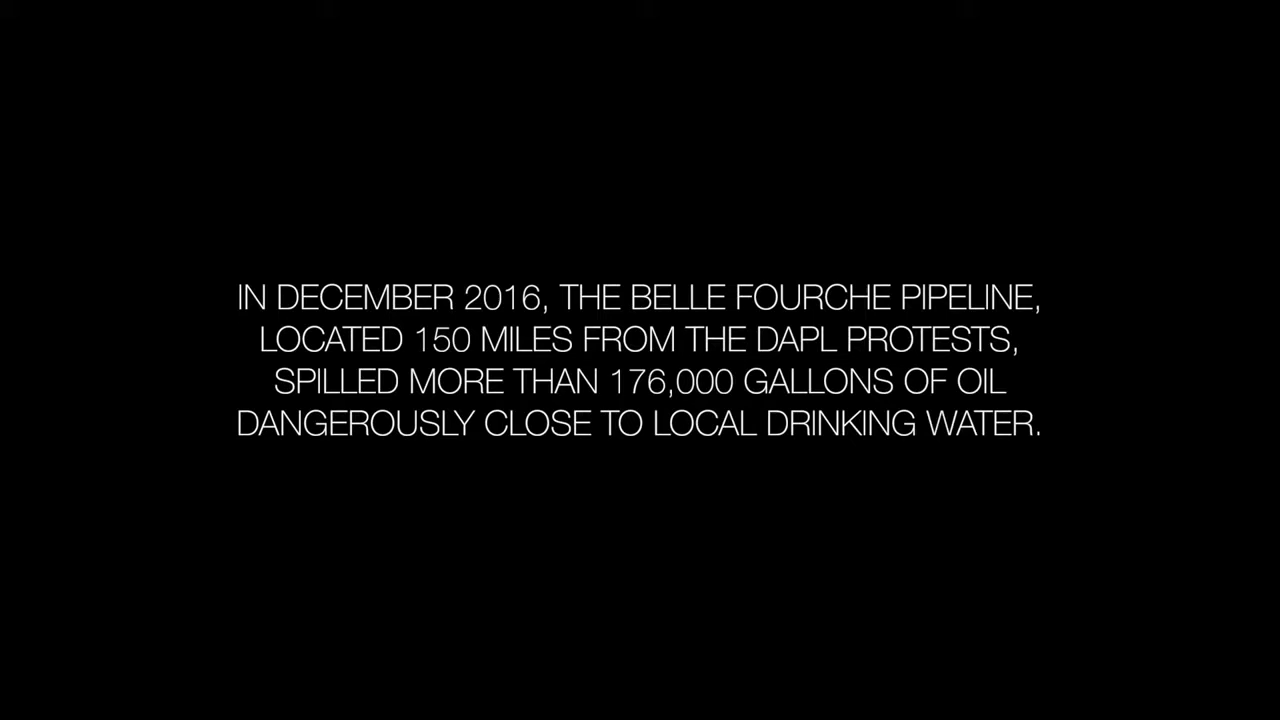 IN DECEMBER 2016, THE BELLE FOURCHE PIPELINE,
LOCATED 150 MILES FROM THE DAPL PROTESTS,
SPILLED MORE THAN 176,000 GALLONS OF OIL
DANGEROUSLY CLOSE TO LOCAL DRINKING WATER.